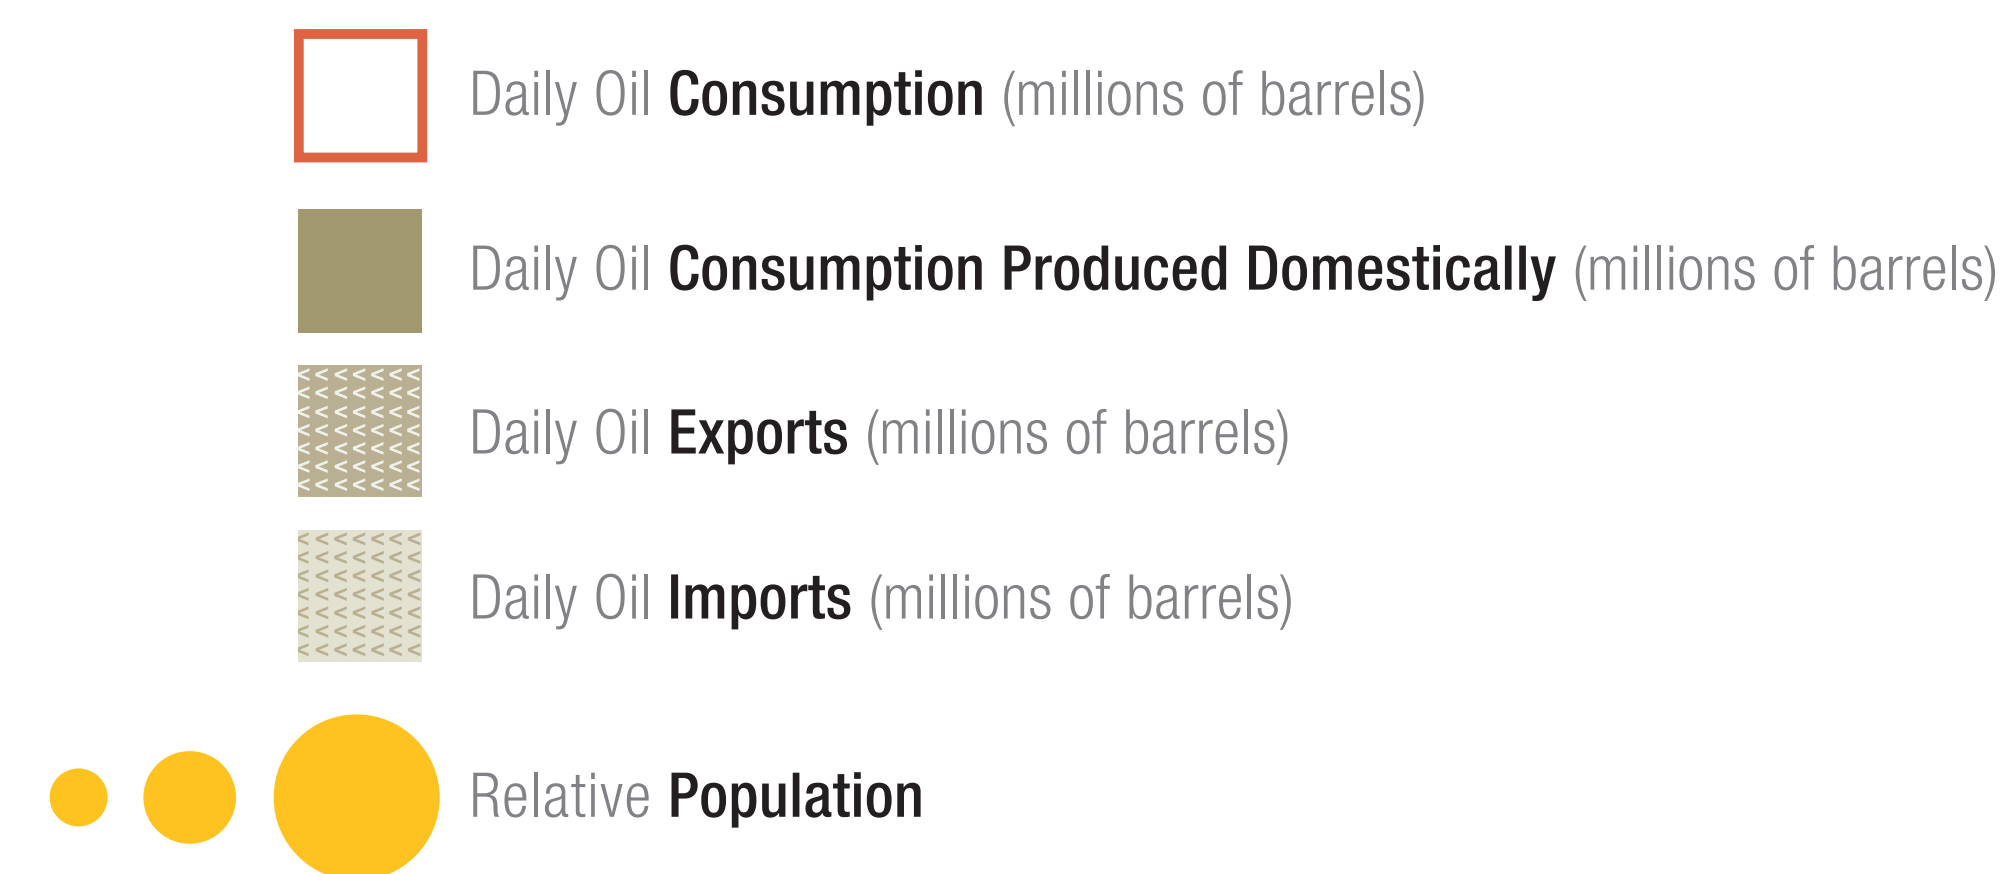 Daily Oil Consumption (millions of barrels)
Daily Oil Consumption Produced Domestically (millions of barrels)
Daily Oil Exports (millions of barrels)
Daily Oil Imports (millions of barrels)
Relative Population